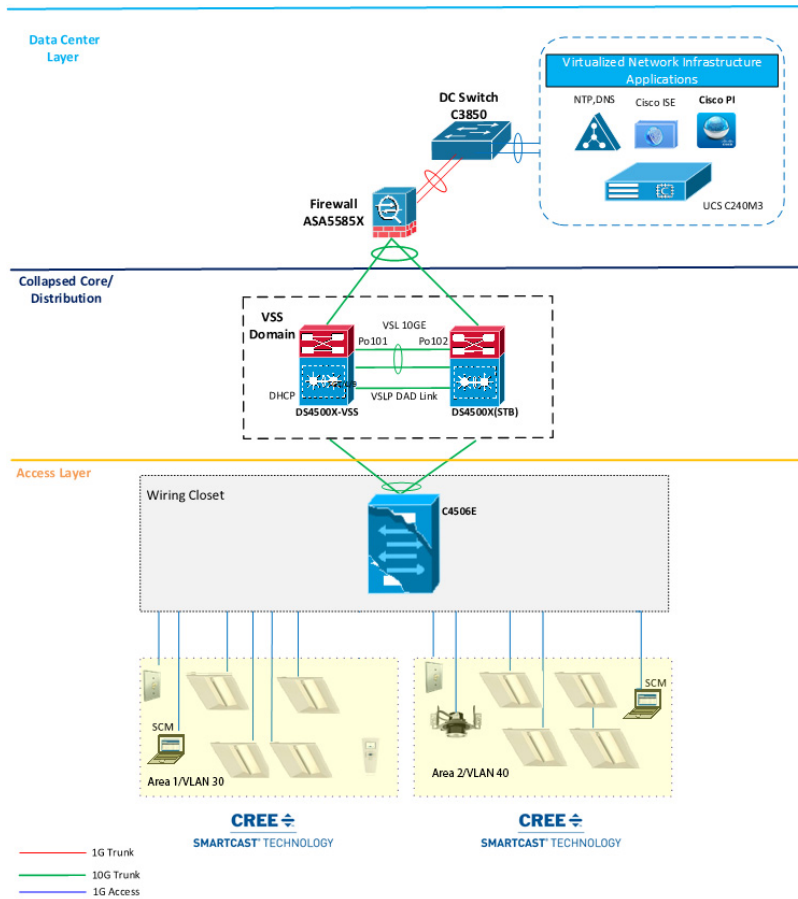 Data Center
Layer
Virtualized Network Infrastructure
Applications
NTP,DNS
Cisco ISE
Cisco PI
DC Switch
C3850
UCS C240M3
Firewall
ASA5585X
Collapsed Core/
Distribution
VSS
Domain
VSL 10GE
Po101
Po102
DHCP
VSLP DAD Link
DS4500X-VSS
DS4500X(STB)
Access Layer
Wiring Closet
C4506E
SCM
Area 1/VLAN 30
SCM
Area 2/VLAN 40
CREE
SMARTCAST® TECHNOLOGY
CREE
SMARTCAST® TECHNOLOGY
1G Trunk
10G Trunk
1G Access